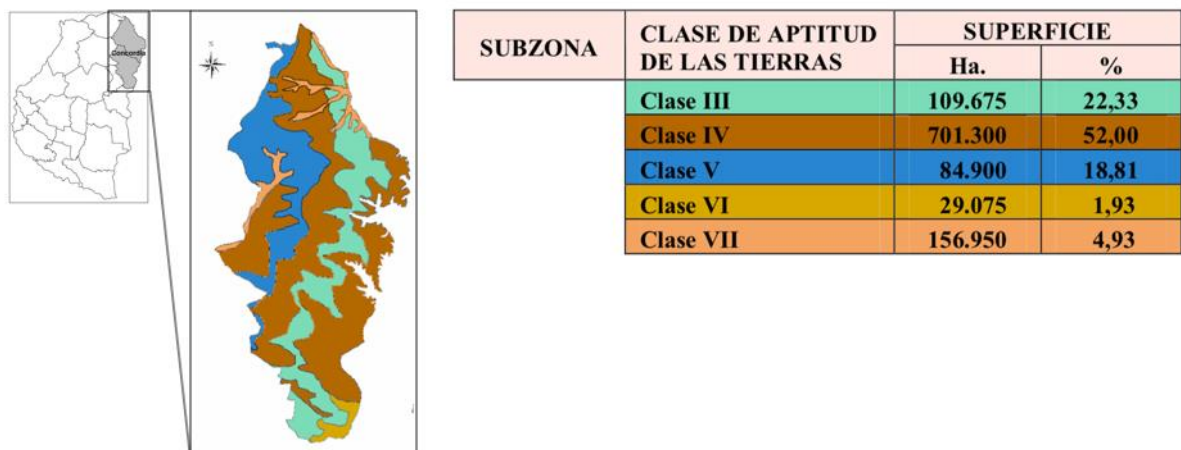 Concordia
N
SUBZONA
CLASE DE APTITUD DE LAS TIERRAS
SUPERFICIE
Ha. %
Clase III 109.675 22,33
Clase IV 701.300 52,00
Clase V 84.900 18,81
Clase VI 29.075 1,93
Clase VII 156.950 4,93